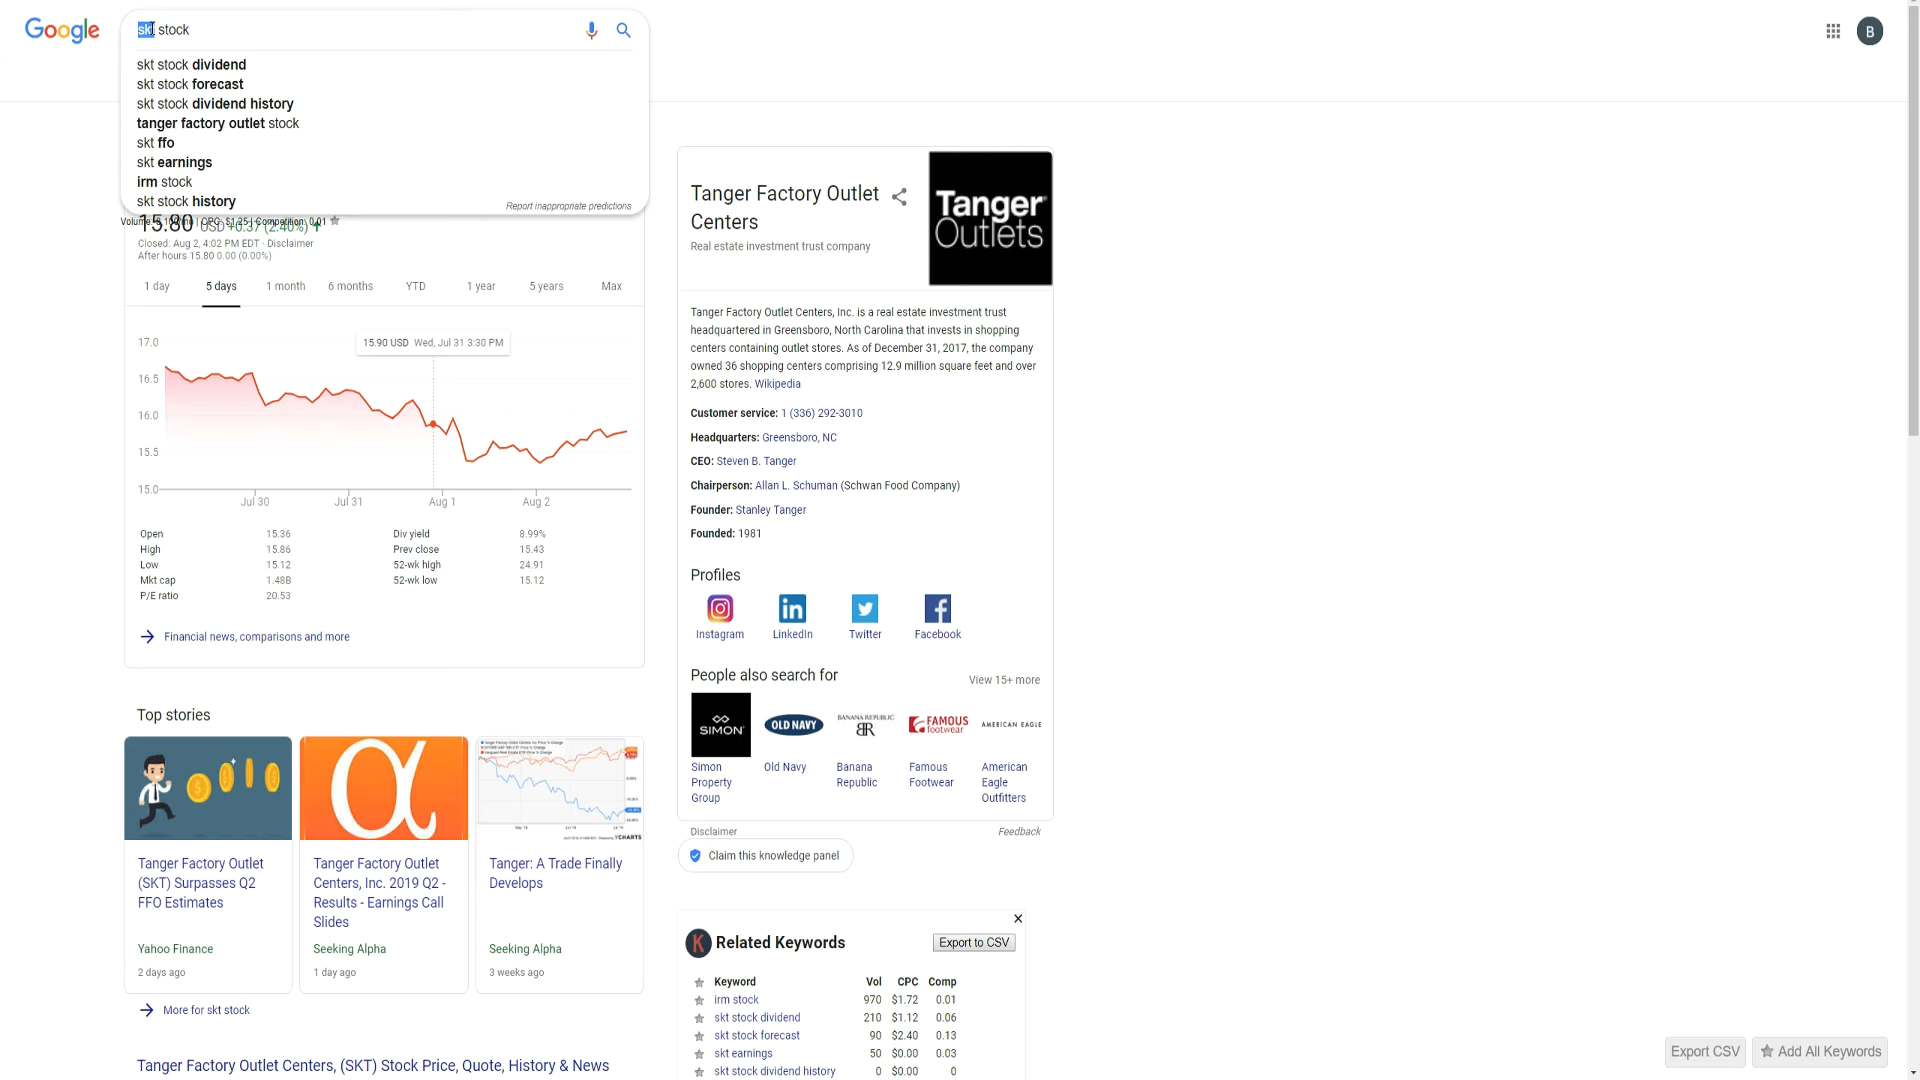 Google
skt stock
B
skt stock dividend
skt stock forecast
skt stock dividend history
tanger factory outlet stock
skt ffo
skt earnings
irm stock
skt stock history
Report inappropriate predictions
15.80 USD +0.37 (2.40%)
Closed: Aug 2, 4:02 PM EDT · Disclaimer
After hours 15.80 0.00 (0.00%)
1 day 5 days 1 month 6 months YTD 1 year 5 years Max
15.90 USD Wed, Jul 31 3:30 PM
17.0
16.5
16.0
15.5
15.0
Jul 30 Jul 31 Aug 1 Aug 2
Open 15.36 Div yield 8.99%
High 15.86 Prev close 15.43
Low 15.12 52-wk high 24.91
Mkt cap 1.48B 52-wk low 15.12
P/E ratio 20.53
Financial news, comparisons and more
Top stories
Tanger Factory Outlet
(SKT) Surpasses Q2
FFO Estimates
Yahoo Finance
2 days ago
Tanger Factory Outlet
Centers, Inc. 2019 Q2 -
Results - Earnings Call
Slides
Seeking Alpha
1 day ago
YCHARTS
Tanger: A Trade Finally
Develops
Seeking Alpha
3 weeks ago
More for skt stock
Tanger Factory Outlet Centers, (SKT) Stock Price, Quote, History & News
Tanger Factory Outlet
Centers
Real estate investment trust company
Tanger
Outlets
Tanger Factory Outlet Centers, Inc. is a real estate investment trust
headquartered in Greensboro, North Carolina that invests in shopping
centers containing outlet stores. As of December 31, 2017, the company
owned 36 shopping centers comprising 12.9 million square feet and over
2,600 stores. Wikipedia
Customer service: 1 (336) 292-3010
Headquarters: Greensboro, NC
CEO: Steven B. Tanger
Chairperson: Allan L. Schuman (Schwan Food Company)
Founder: Stanley Tanger
Founded: 1981
Profiles
Instagram LinkedIn Twitter Facebook
People also search for
View 15+ more
SIMON OLD NAVY BANANA REPUBLIC BR FAMOUS footwear AMERICAN EAGLE
Simon
Property
Group
Old Navy
Banana
Republic
Famous
Footwear
American
Eagle
Outfitters
Disclaimer
Feedback
Claim this knowledge panel
K Related Keywords
Export to CSV
Keyword Vol CPC Comp
irm stock 970 $1.72 0.01
skt stock dividend 210 $1.12 0.06
skt stock forecast 90 $2.40 0.13
skt earnings 50 $0.00 0.03
skt stock dividend history 0 $0.00 0
Export CSV
Add All Keywords